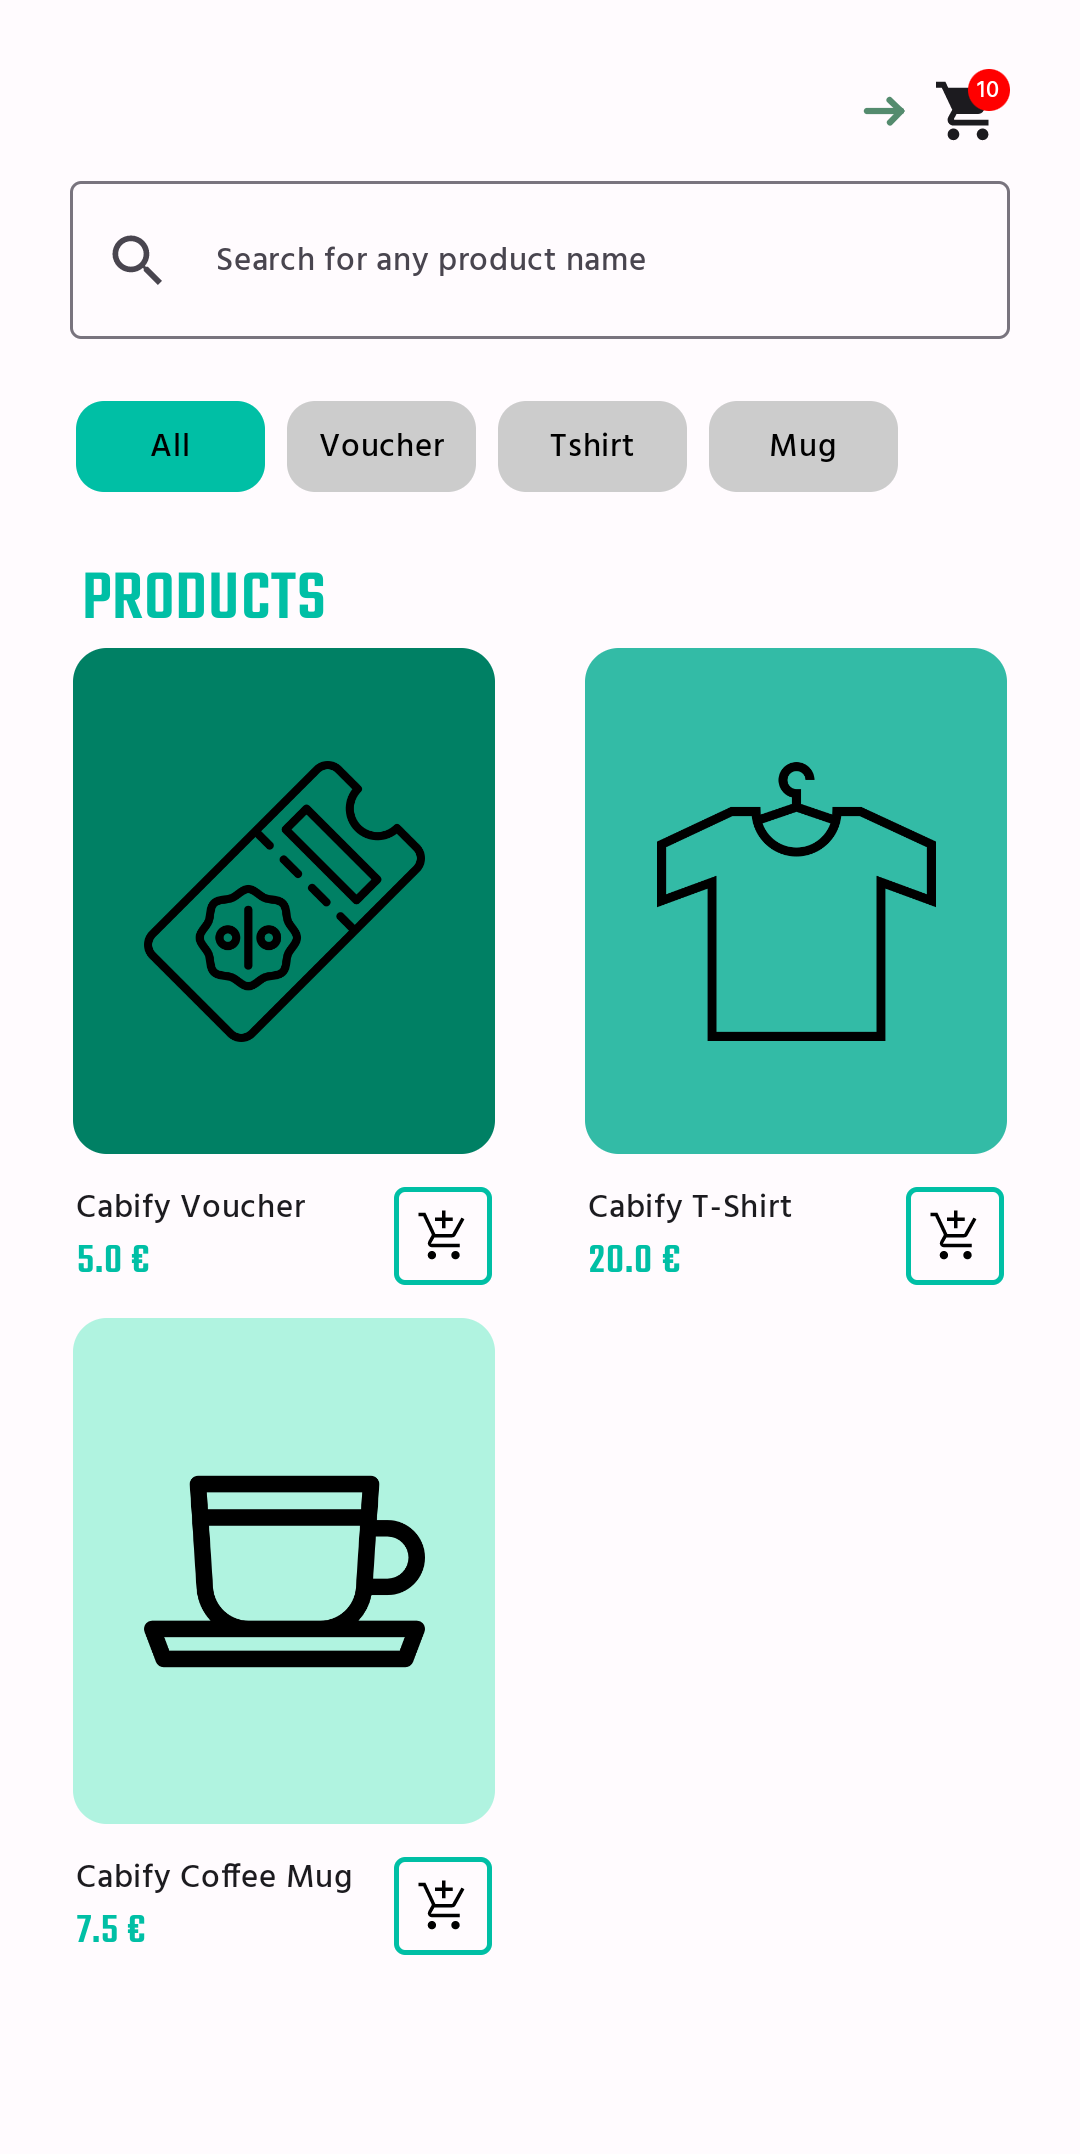 10
Search for any product name
All
Voucher
Tshirt
Mug
PRODUCTS
Cabify Voucher
5.0 €
Cabify T-Shirt
20.0 €
Cabify Coffee Mug
7.5 €